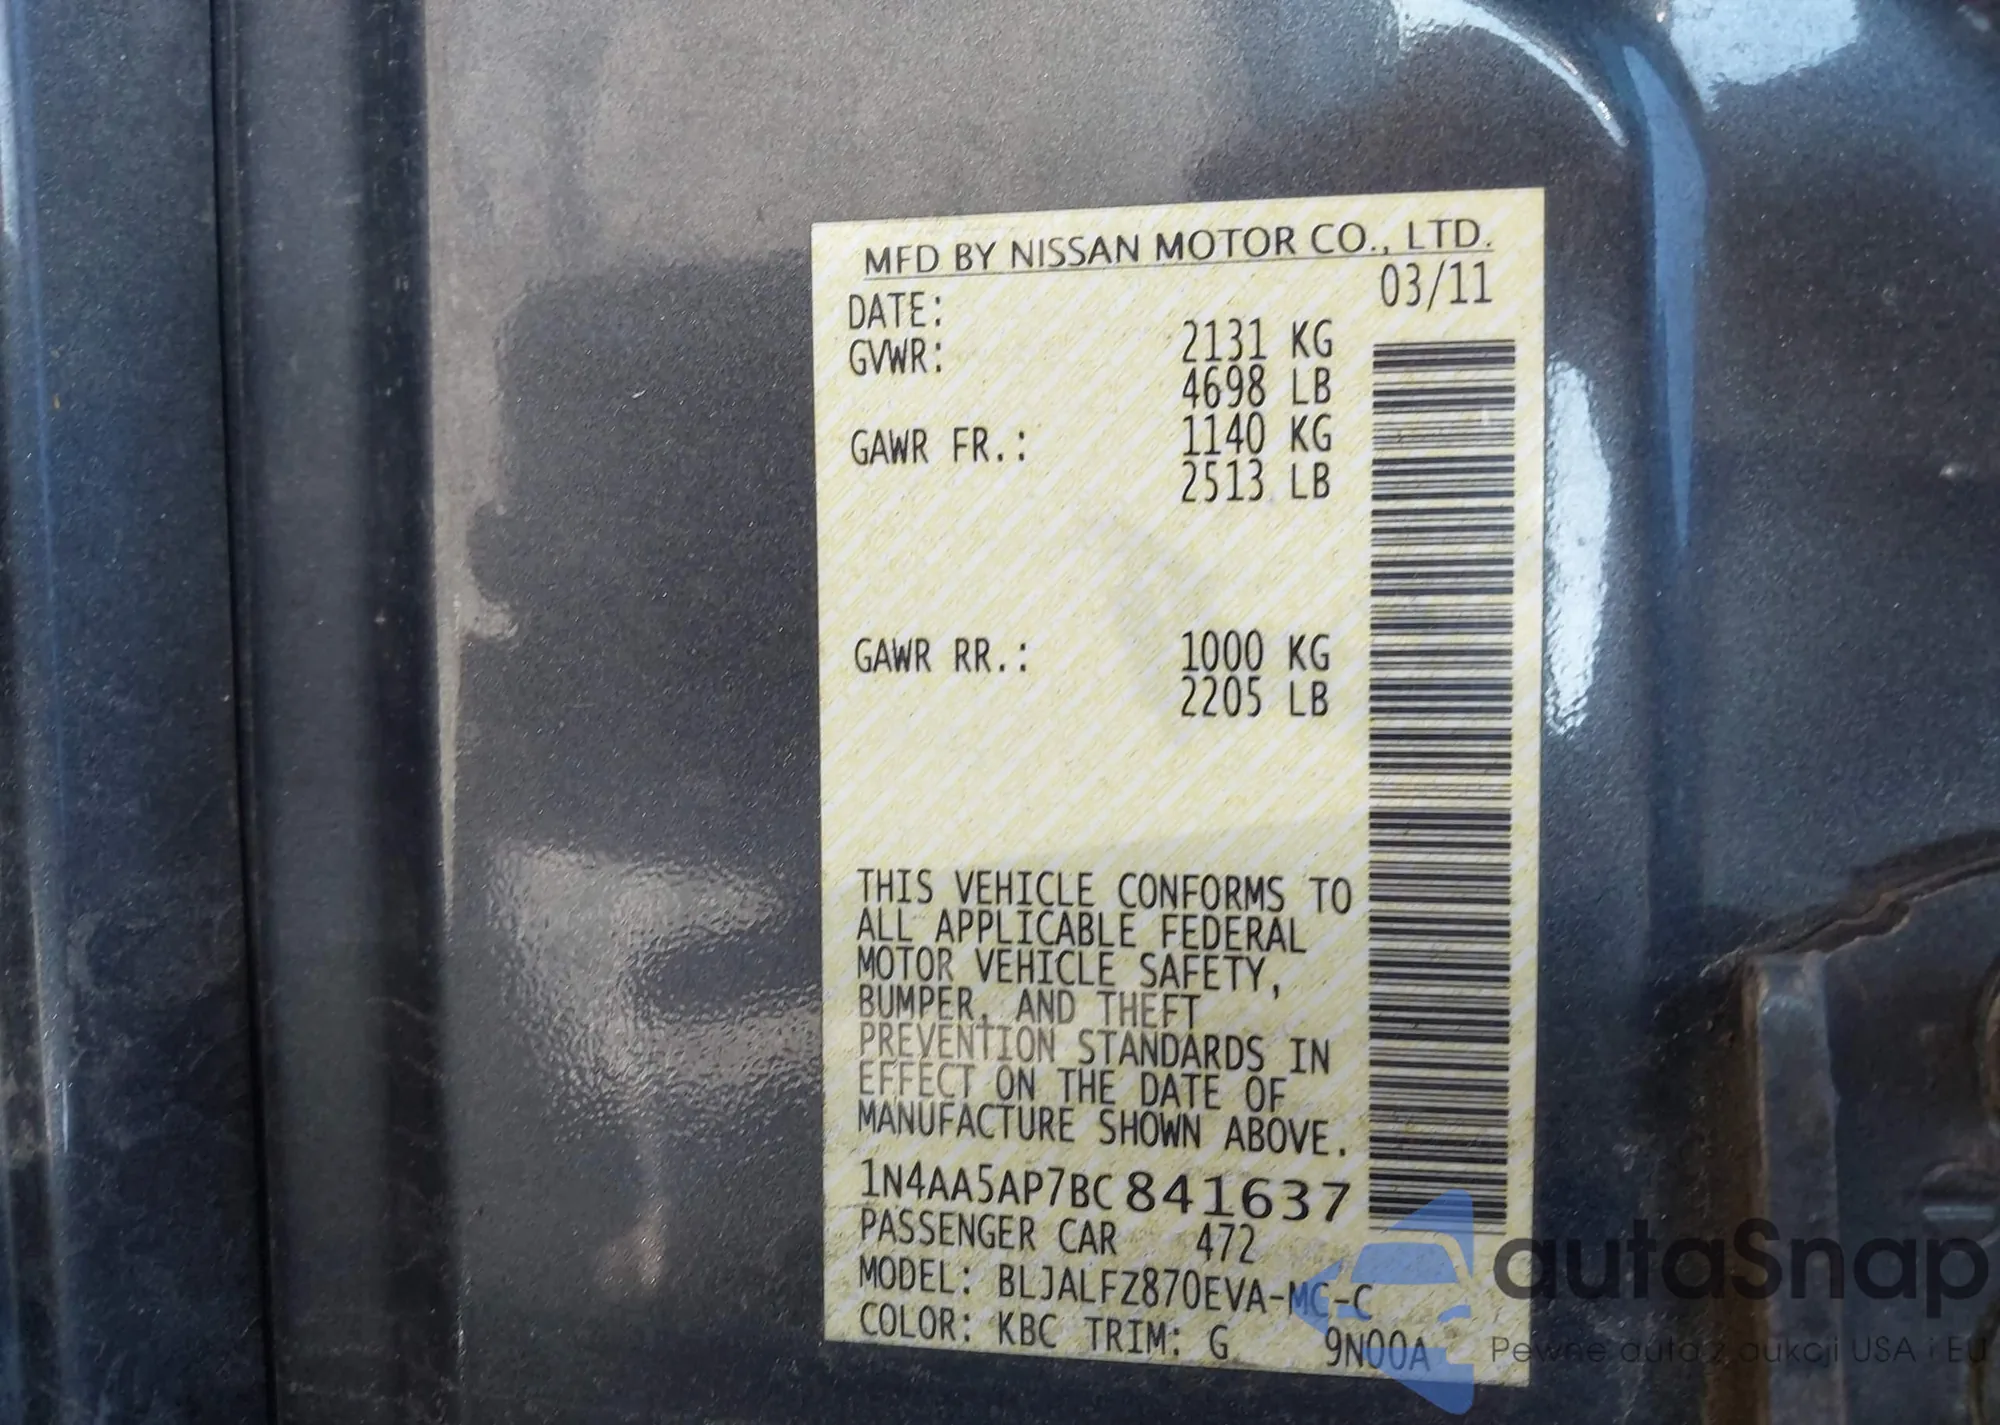 MFD BY NISSAN MOTOR CO., LTD.
DATE: 03/11
GVWR: 2131 KG
4698 LB
GAWR FR.: 1140 KG
2513 LB
GAWR RR.: 1000 KG
2205 LB
THIS VEHICLE CONFORMS TO
ALL APPLICABLE FEDERAL
MOTOR VEHICLE SAFETY,
BUMPER, AND THEFT
PREVENTION STANDARDS IN
EFFECT ON THE DATE OF
MANUFACTURE SHOWN ABOVE.
1N4AA5AP7BC841637
PASSENGER CAR 472
MODEL: BLJALFZ870EVA-MC-C
COLOR: KBC TRIM: G 9N00A
autaSnap
Pewne auta z aukcji USA i EU